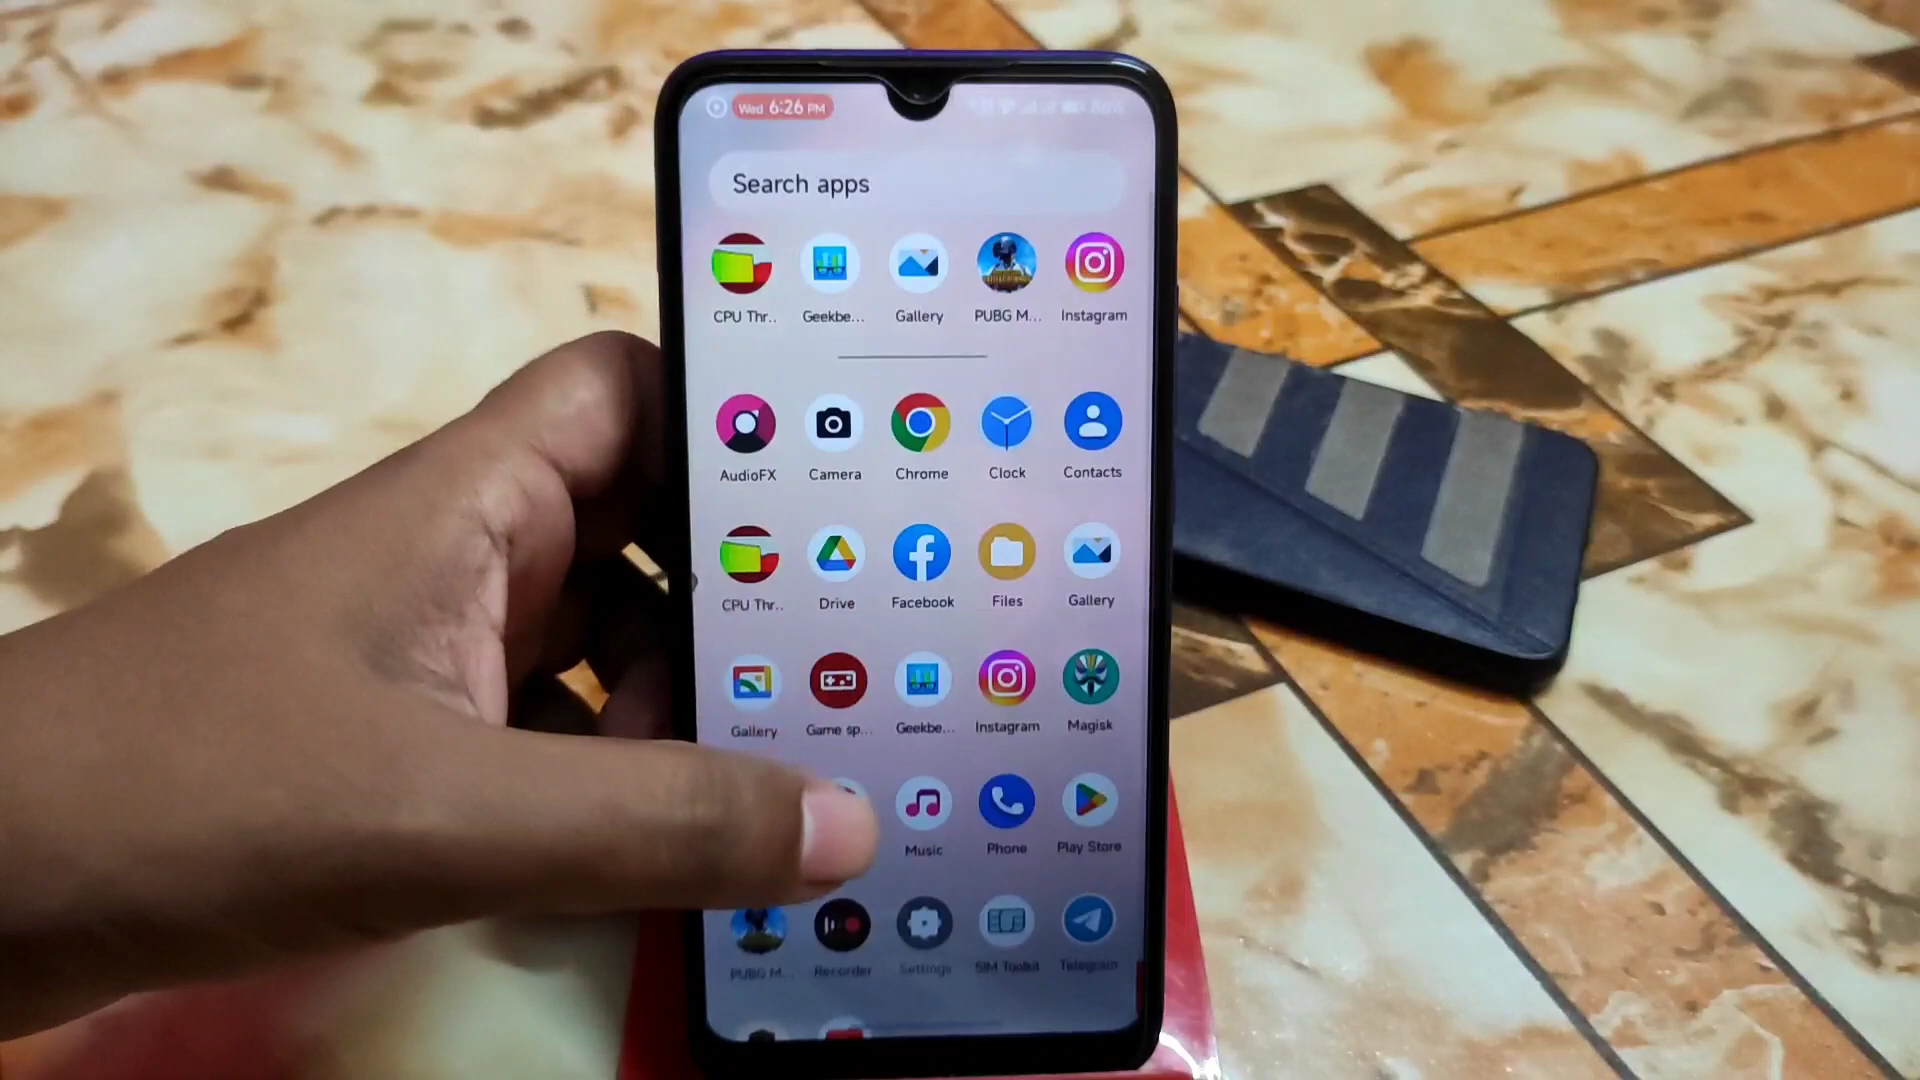 Wed 6:26 PM
Search apps
CPU Thr.. Geekbe... Gallery PUBG M... Instagram
AudioFX Camera Chrome Clock Contacts
CPU Thr.. Drive Facebook Files Gallery
Gallery Game sp... Geekbe... Instagram Magisk
Music Phone Play Store
PUBG M... Recorder Settings SIM Toolkit Telegram